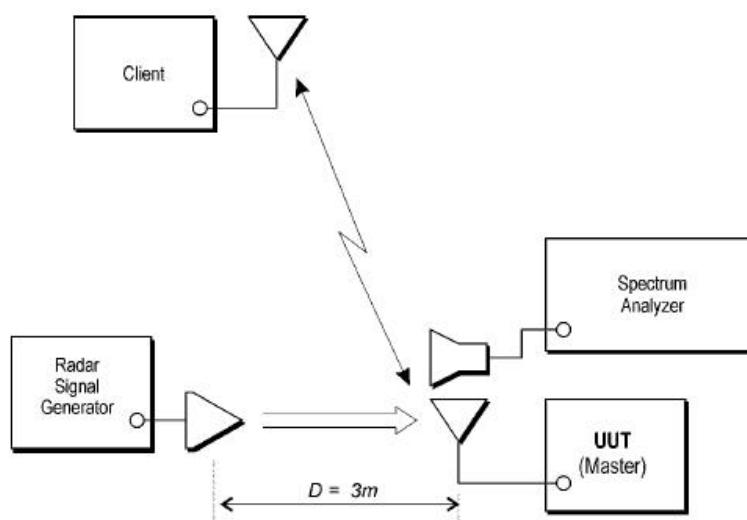 Client
Spectrum
Analyzer
Radar
Signal
Generator
UUT
(Master)
D = 3m